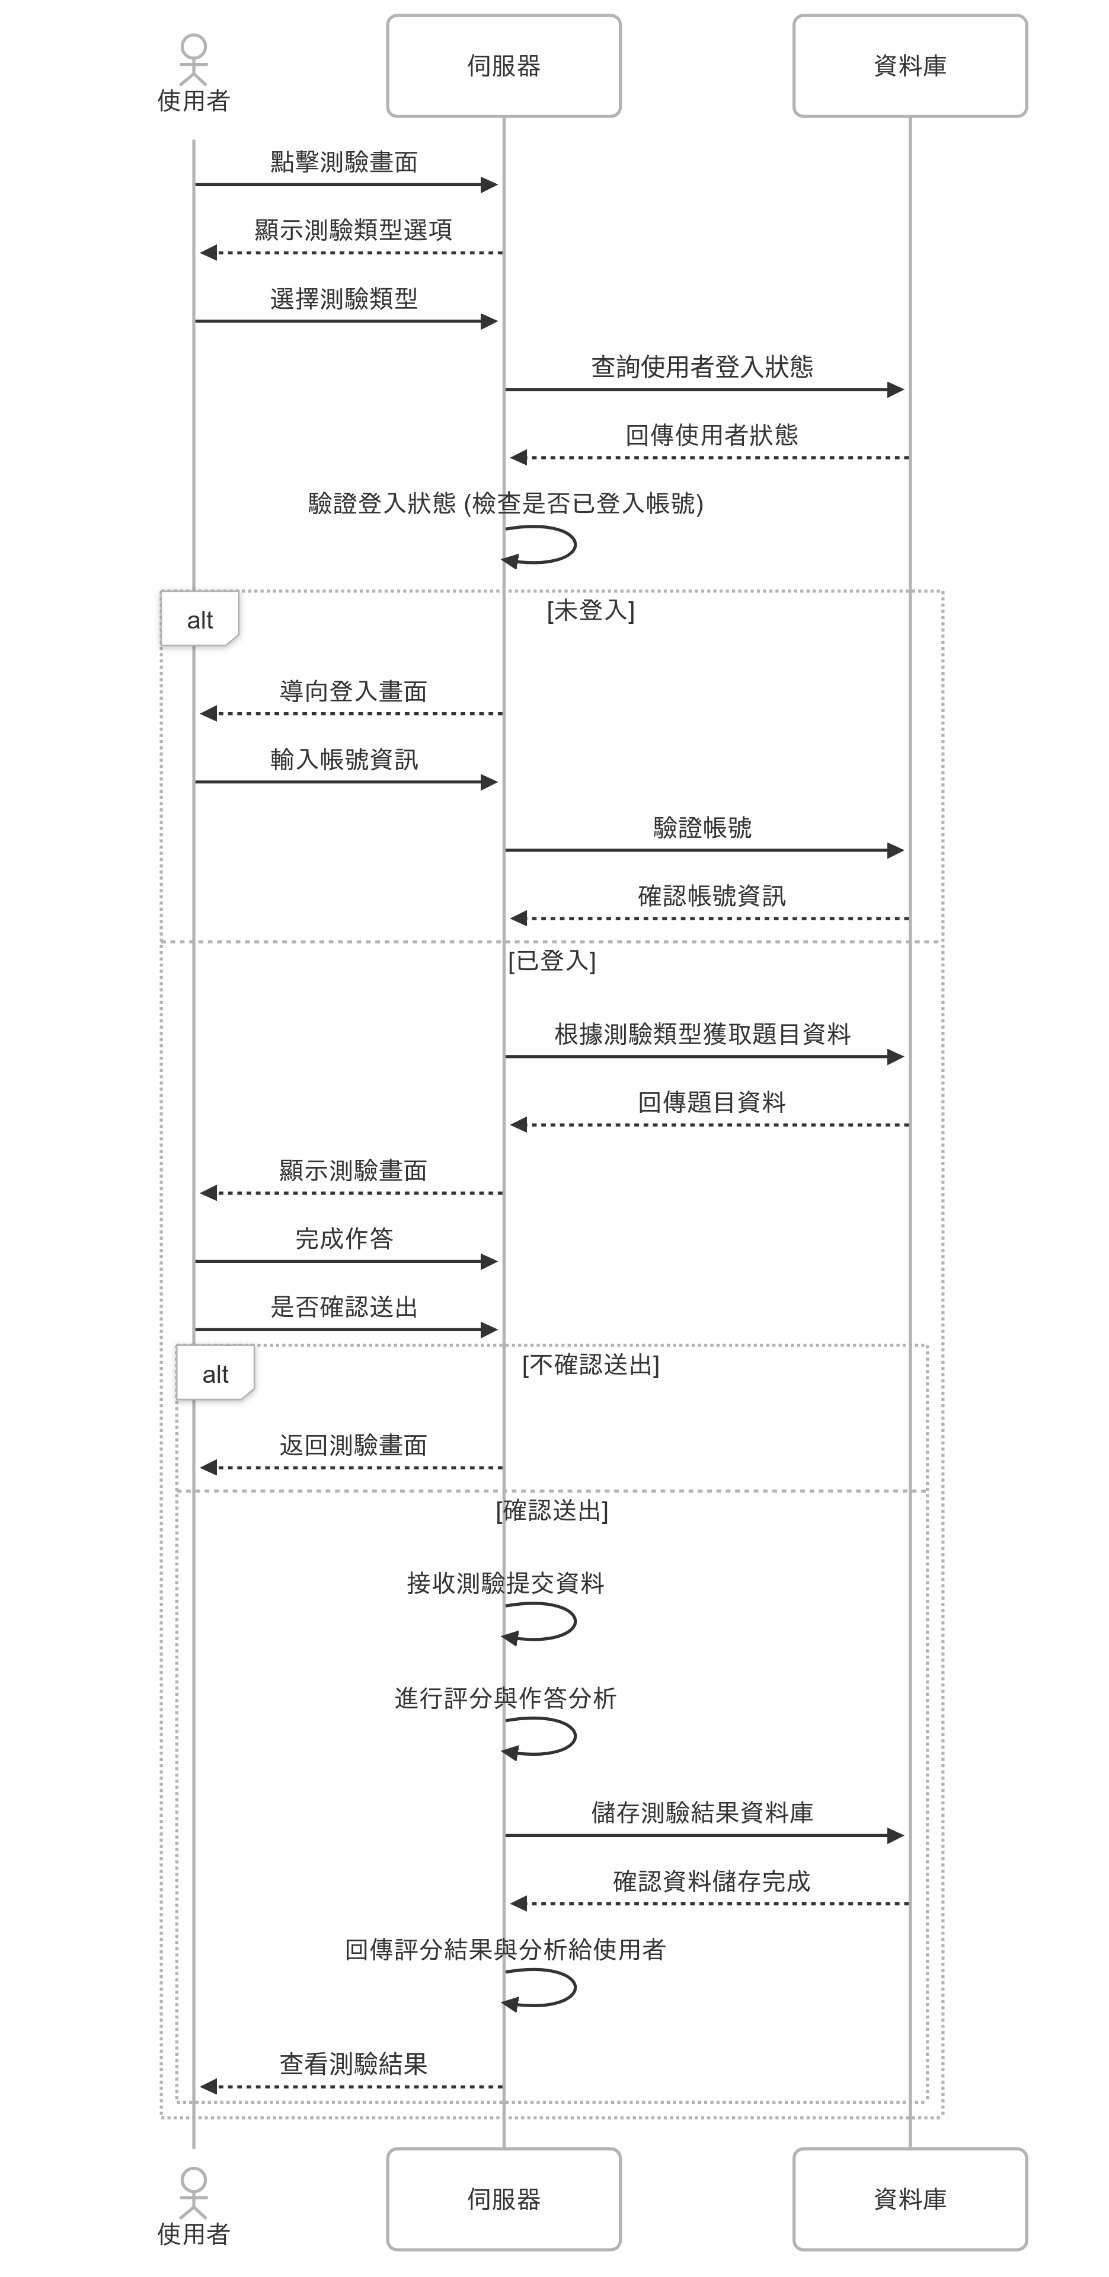 使用者
伺服器
資料庫
點擊測驗畫面
顯示測驗類型選項
選擇測驗類型
查詢使用者登入狀態
回傳使用者狀態
驗證登入狀態 (檢查是否已登入帳號)
alt
[未登入]
導向登入畫面
輸入帳號資訊
驗證帳號
確認帳號資訊
[已登入]
根據測驗類型獲取題目資料
回傳題目資料
顯示測驗畫面
完成作答
是否確認送出
alt
[不確認送出]
返回測驗畫面
[確認送出]
接收測驗提交資料
進行評分與作答分析
儲存測驗結果資料庫
確認資料儲存完成
回傳評分結果與分析給使用者
查看測驗結果
使用者
伺服器
資料庫